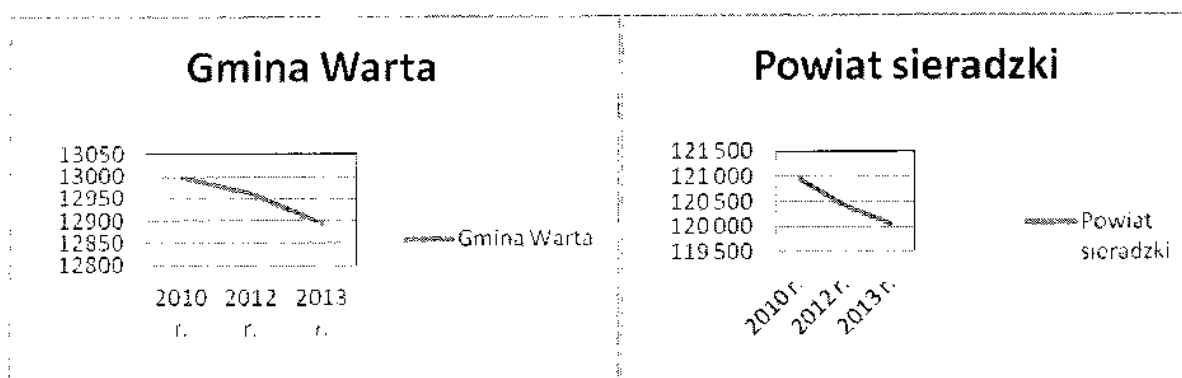 Gmina Warta
13050
13000
12950
12900
12850
12800
2010 r.
2012 r.
2013 r.
Gmina Warta
Powiat sieradzki
121 500
121 000
120 500
120 000
119 500
2010 r.
2012 r.
2013 r.
Powiat
sieradzki